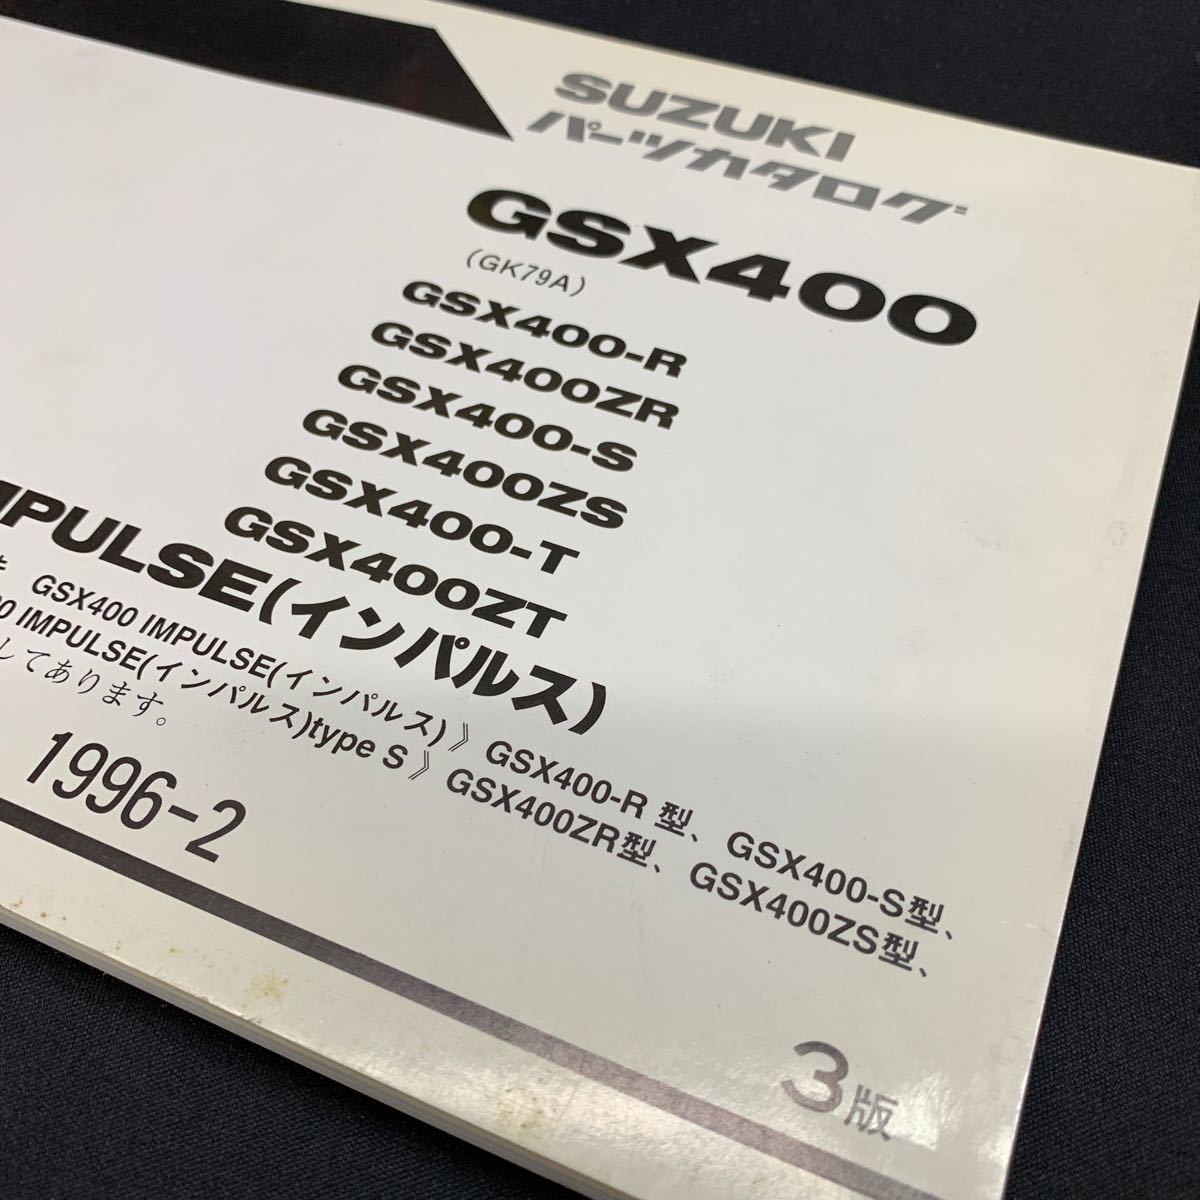 SUZUKI
パーツカタログ
GSX400
(GK79A)
GSX400-R
GSX400ZR
GSX400-S
GSX400ZS
GSX400-T
GSX400ZT
MPULSE(インパルス)
GSX400 IMPULSE(インパルス)》GSX400-R 型、GSX400-S型、
IMPULSE(インパルス)type S》GSX400ZR型、GSX400ZS型、
してあります。
1996-2
3版